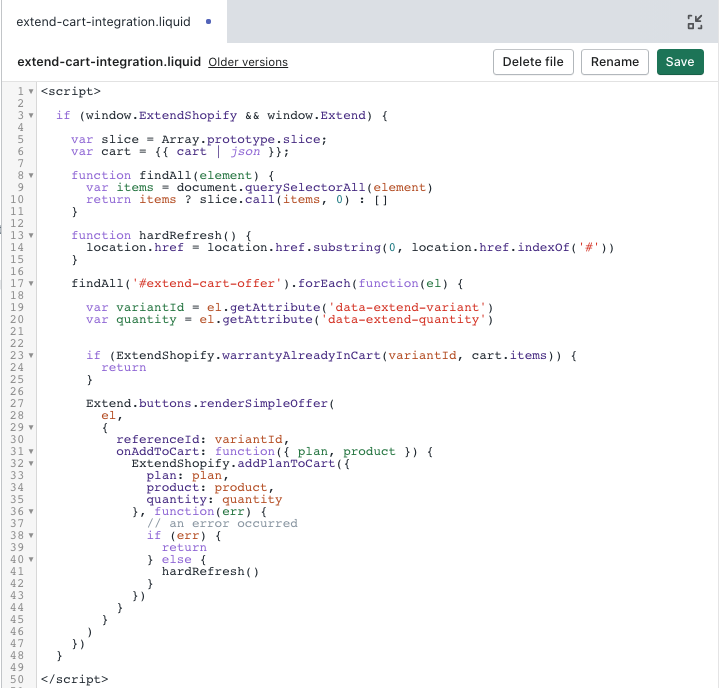 extend-cart-integration.liquid
extend-cart-integration.liquid Older versions Delete file Rename Save
1 <script>
2
3   if (window.ExtendShopify && window.Extend) {
4
5     var slice = Array.prototype.slice;
6     var cart = {{ cart | json }};
7
8     function findAll(element) {
9       var items = document.querySelectorAll(element)
10       return items ? slice.call(items, 0) : []
11     }
12
13     function hardRefresh() {
14       location.href = location.href.substring(0, location.href.indexOf('#'))
15     }
16
17     findAll('#extend-cart-offer').forEach(function(el) {
18
19       var variantId = el.getAttribute('data-extend-variant')
20       var quantity = el.getAttribute('data-extend-quantity')
21
22
23       if (ExtendShopify.warrantyAlreadyInCart(variantId, cart.items)) {
24         return
25       }
26
27       Extend.buttons.renderSimpleOffer(
28         el,
29         {
30           referenceId: variantId,
31           onAddToCart: function({ plan, product }) {
32             ExtendShopify.addPlanToCart({
33               plan: plan,
34               product: product,
35               quantity: quantity
36             }, function(err) {
37               // an error occurred
38               if (err) {
39                 return
40               } else {
41                 hardRefresh()
42               }
43             })
44           }
45         }
46       )
47     })
48   }
49
50 </script>